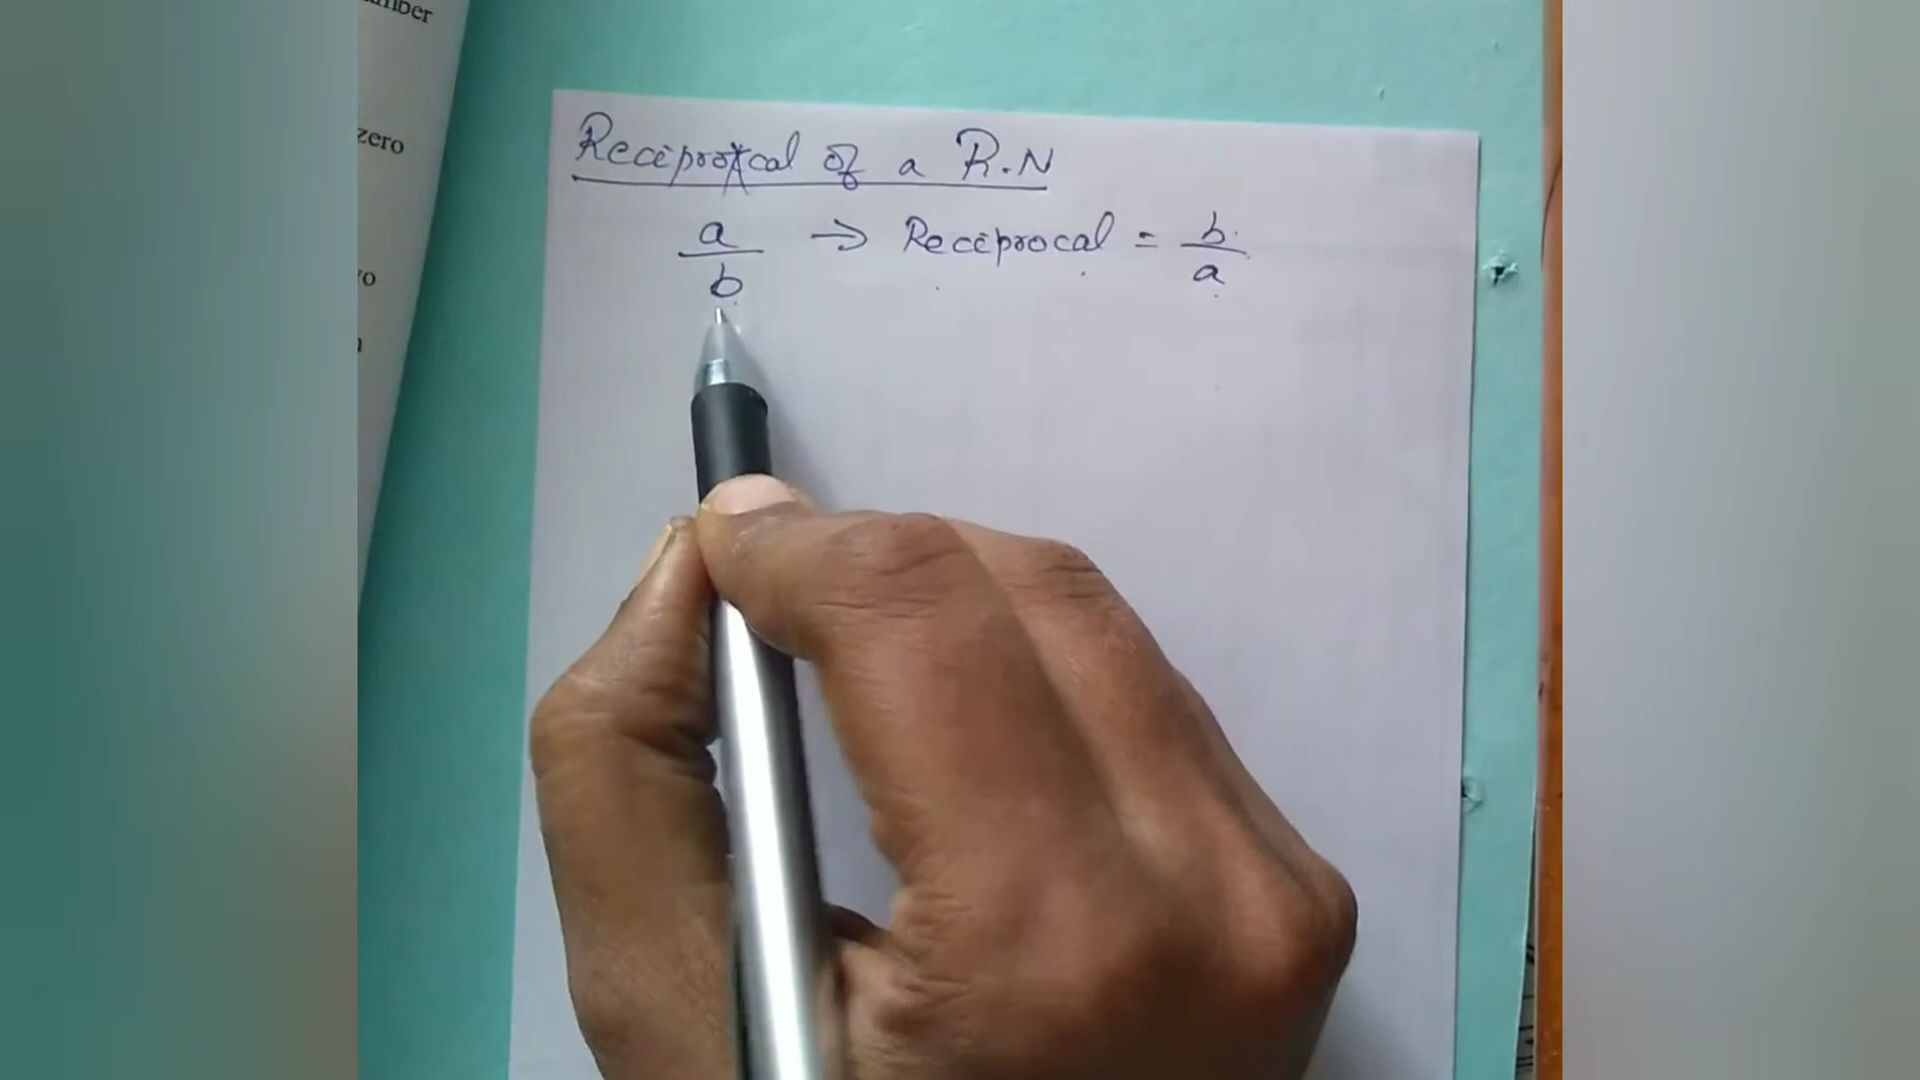 zero
Reciprocal of a R.N
a/b → Reciprocal = b/a